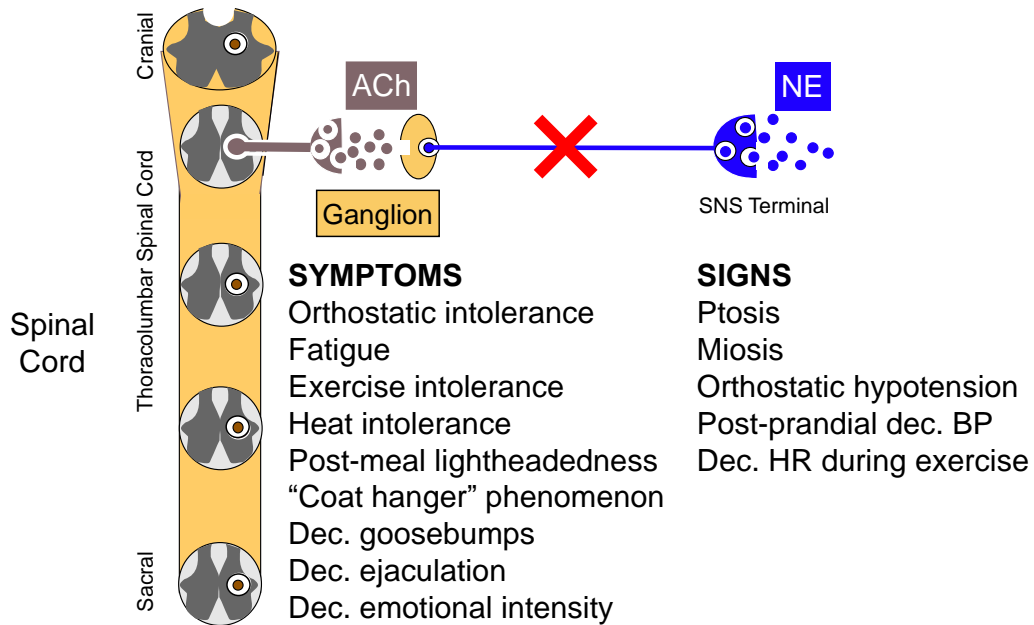 Cranial
Thoracolumbar Spinal Cord
Sacral
Spinal
Cord
ACh
Ganglion
NE
SNS Terminal
SYMPTOMS
Orthostatic intolerance
Fatigue
Exercise intolerance
Heat intolerance
Post-meal lightheadedness
“Coat hanger” phenomenon
Dec. goosebumps
Dec. ejaculation
Dec. emotional intensity
SIGNS
Ptosis
Miosis
Orthostatic hypotension
Post-prandial dec. BP
Dec. HR during exercise